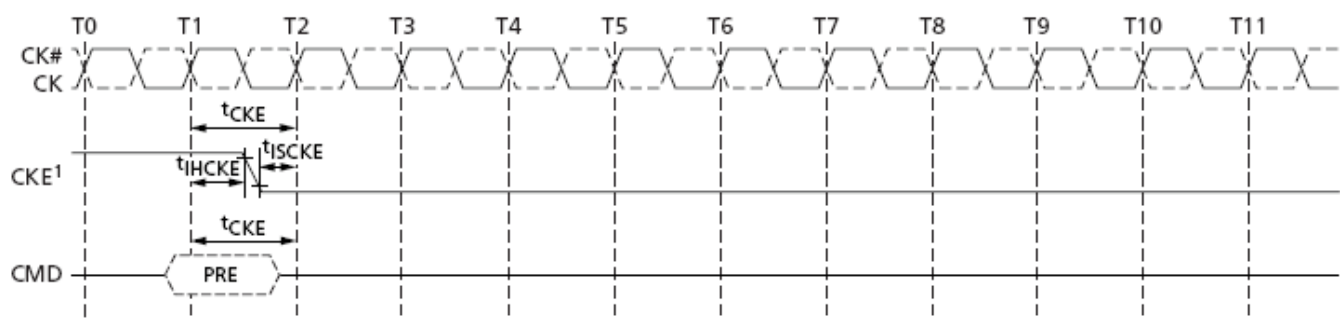 T0 T1 T2 T3 T4 T5 T6 T7 T8 T9 T10 T11
CK#
CK
tCKE
tISCKE
tIHCKE
CKE1
tCKE
CMD PRE